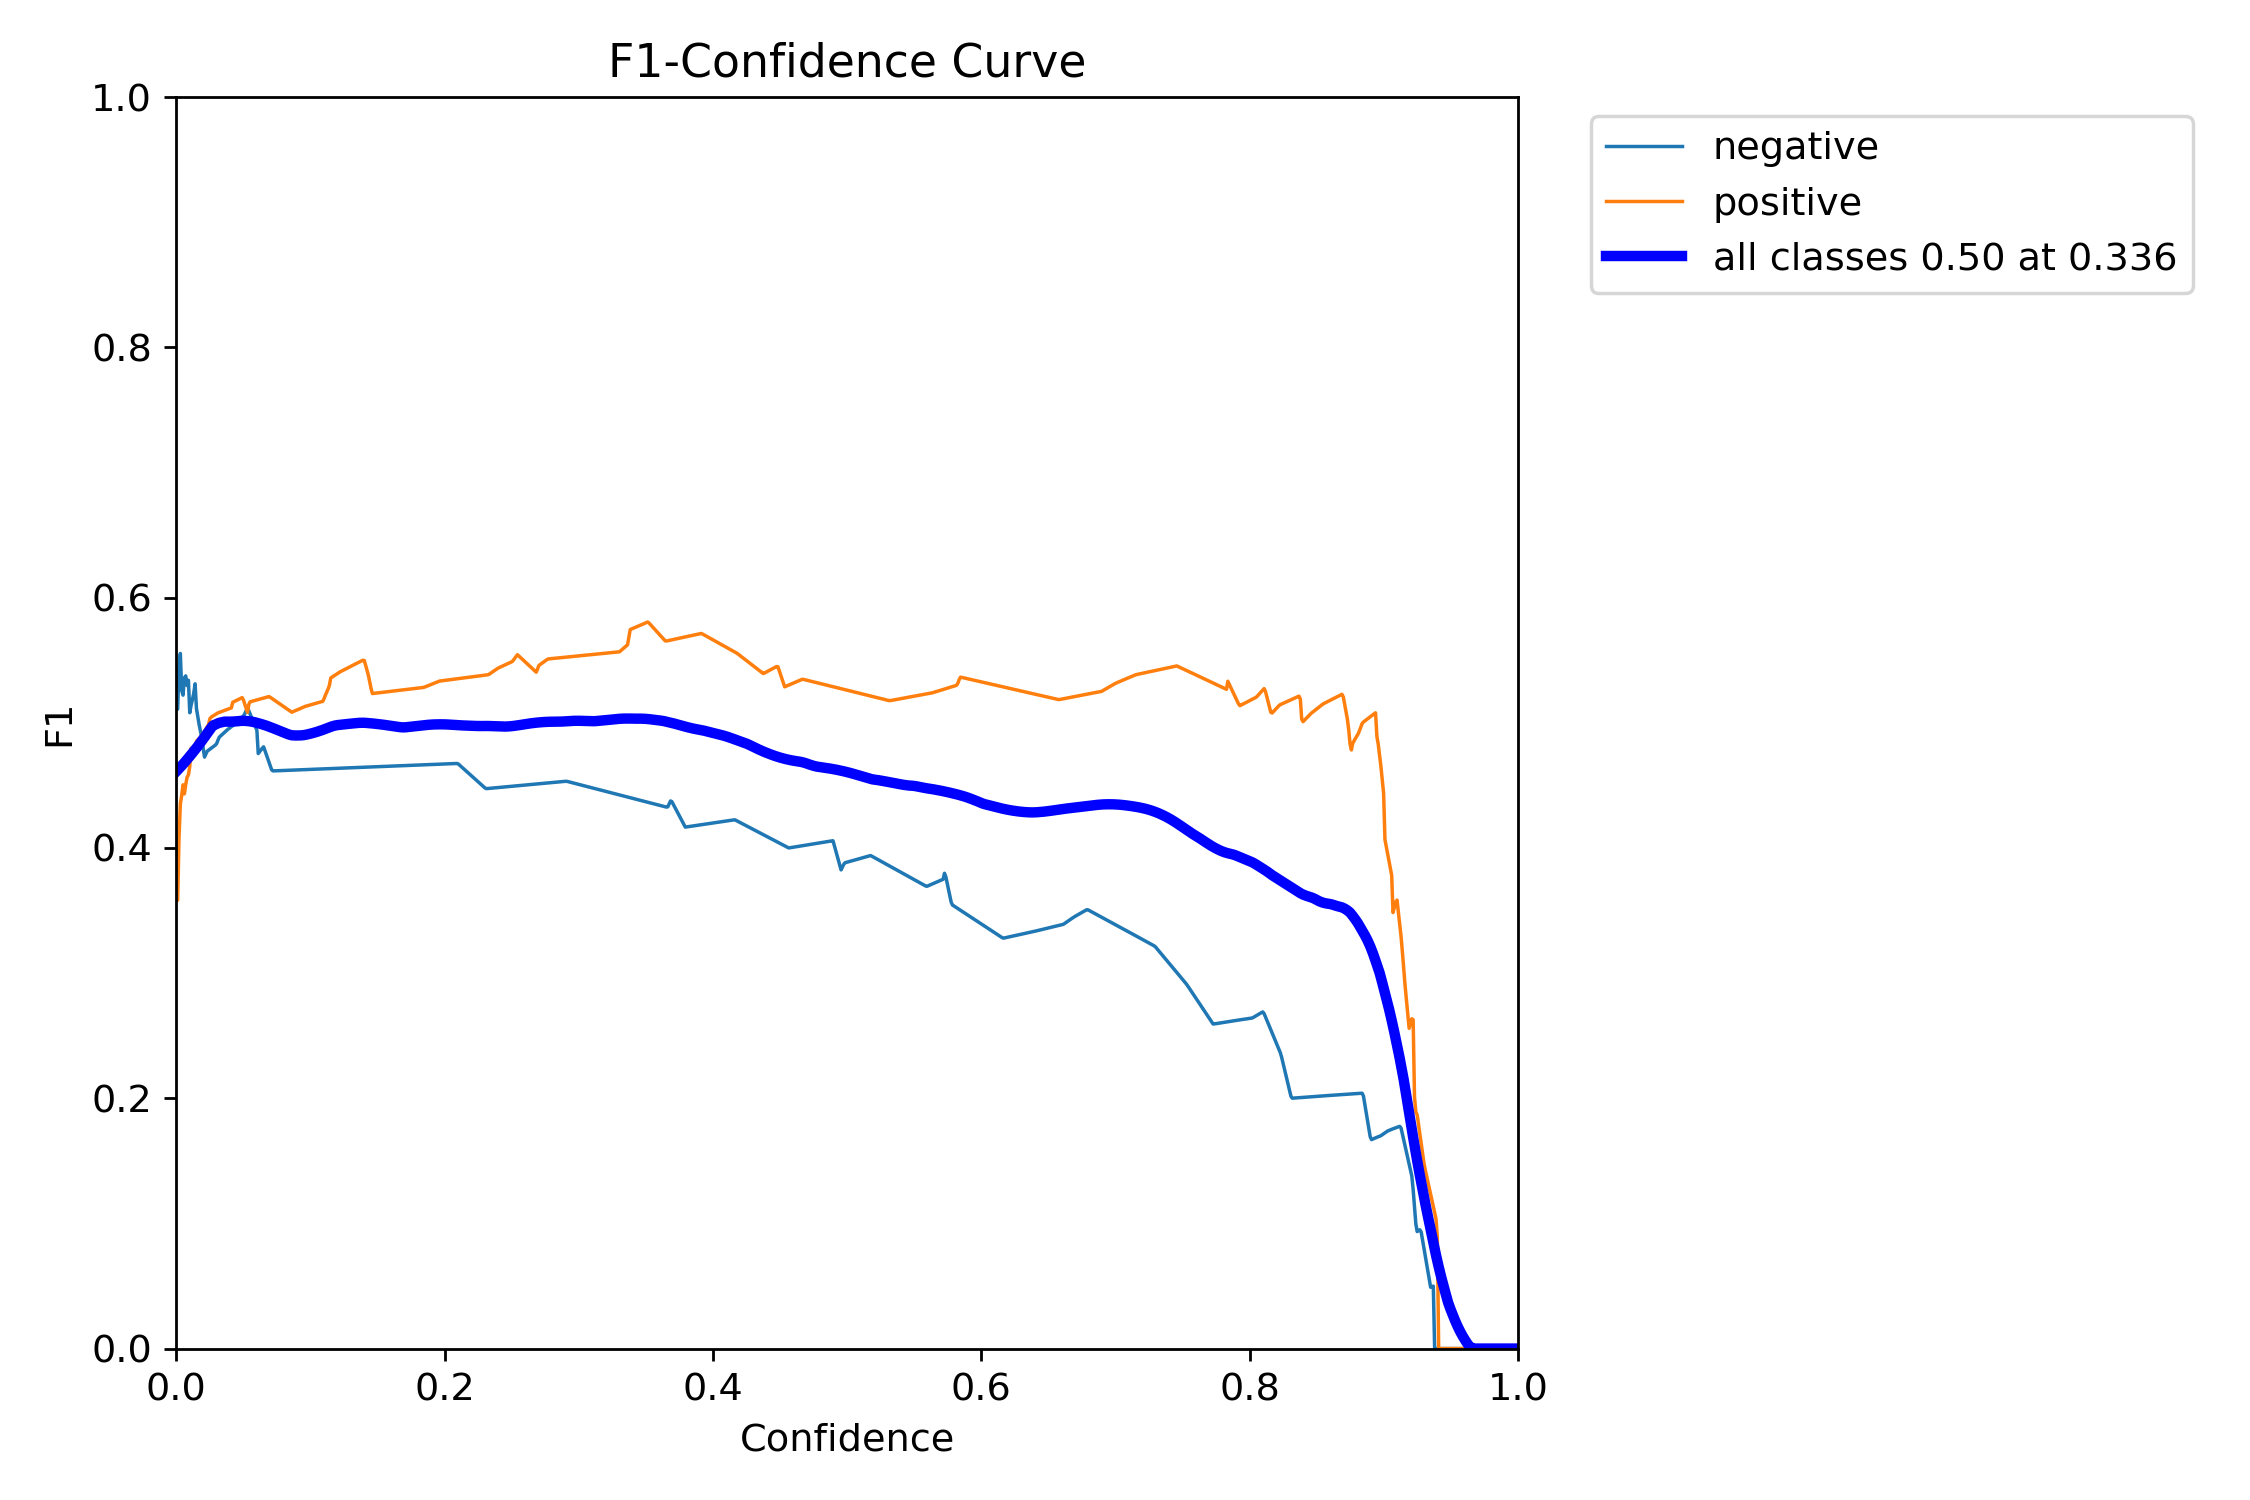 F1-Confidence Curve
1.0
0.8
0.6
0.4
0.2
0.0
F1
0.0 0.2 0.4 0.6 0.8 1.0
Confidence
negative
positive
all classes 0.50 at 0.336